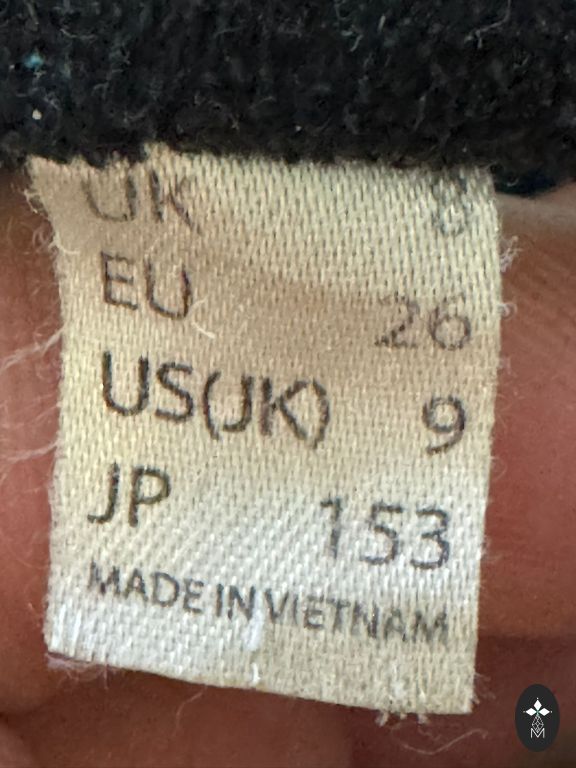 UK 8
EU 26
US(JK) 9
JP 153
MADE IN VIETNAM
M